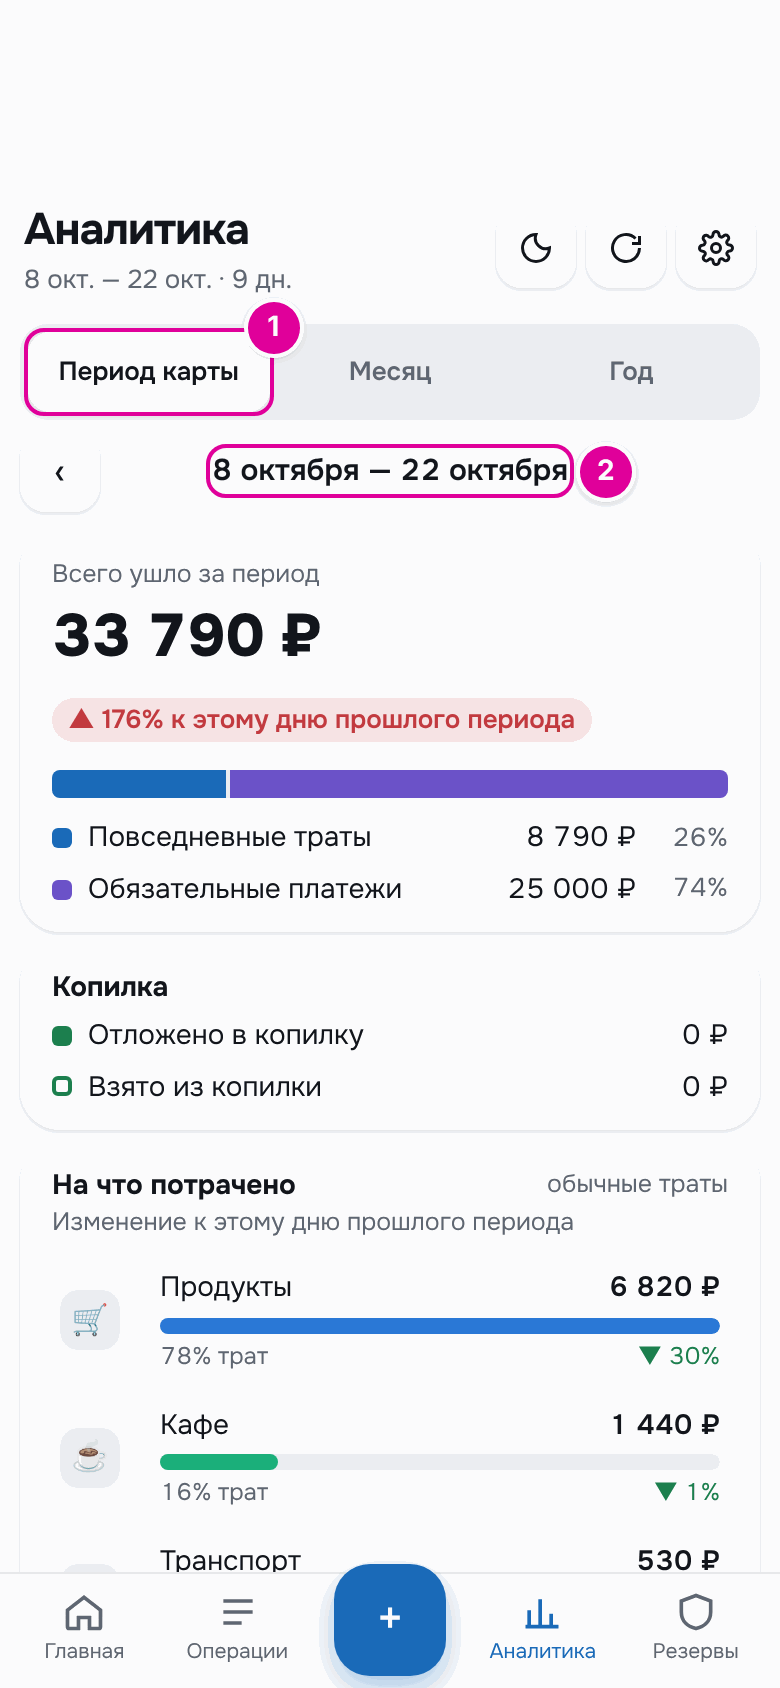 Аналитика
8 окт. — 22 окт. · 9 дн.
1
Период карты
Месяц
Год
‹
8 октября — 22 октября
2
Всего ушло за период
33 790 ₽
▲ 176% к этому дню прошлого периода
Повседневные траты 8 790 ₽ 26%
Обязательные платежи 25 000 ₽ 74%
Копилка
Отложено в копилку 0 ₽
Взято из копилки 0 ₽
На что потрачено обычные траты
Изменение к этому дню прошлого периода
Продукты 6 820 ₽
78% трат ▼ 30%
Кафе 1 440 ₽
16% трат ▼ 1%
Транспорт 530 ₽
+
Главная Операции Аналитика Резервы